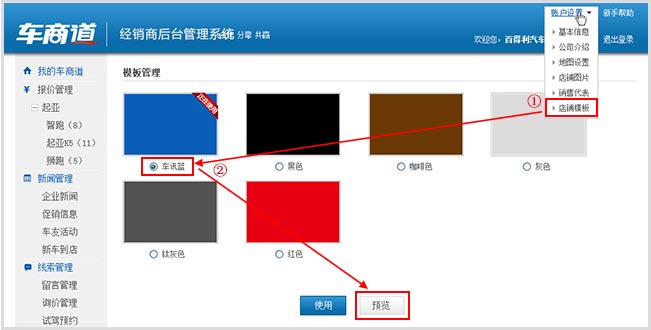 账户设置 新手帮助
车商道 经销商后台管理系统 分享 共赢
欢迎您，百得利汽车 退出登录
基本信息
公司介绍
地图设置
店铺图片
销售代表
店铺模板
①
我的车商道
报价管理
起亚
智跑（8）
起亚K5（11）
狮跑（5）
新闻管理
企业新闻
促销信息
车友活动
新车到店
线索管理
留言管理
询价管理
试驾预约
模板管理
正在使用
车讯蓝 黑色 咖啡色 灰色
②
钛灰色 红色
使用 预览